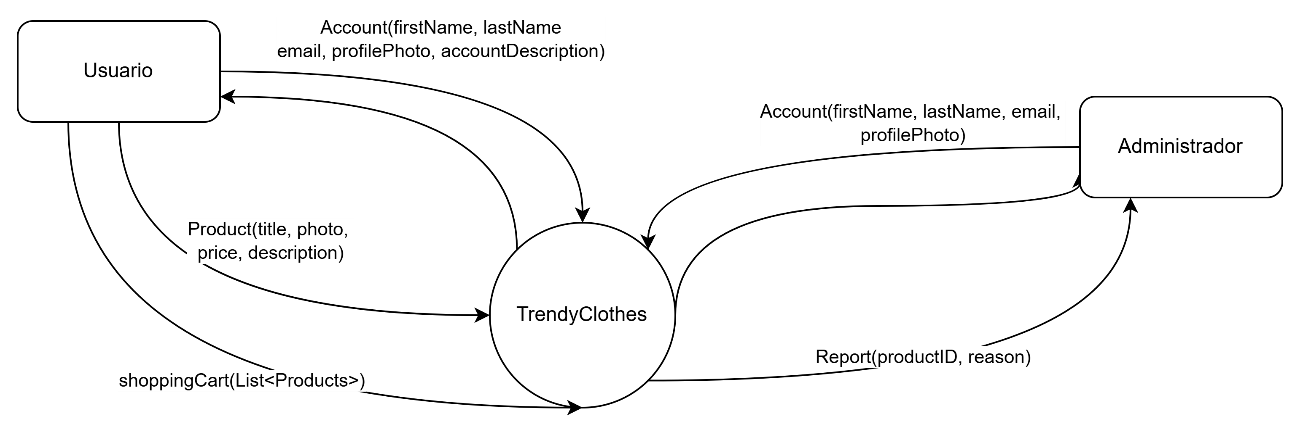 Account(firstName, lastName
email, profilePhoto, accountDescription)
Usuario
Account(firstName, lastName, email,
profilePhoto)
Administrador
Product(title, photo,
price, description)
TrendyClothes
Report(productID, reason)
shoppingCart(List<Products>)